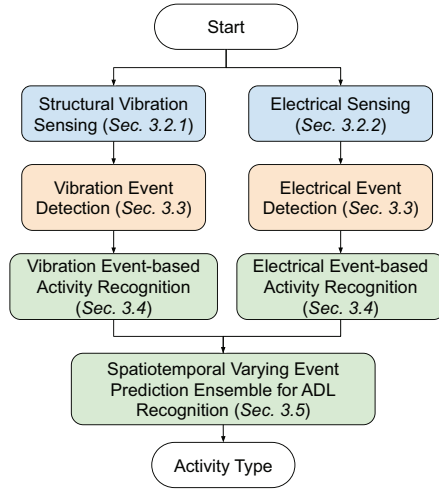 Start
Structural Vibration
Sensing (Sec. 3.2.1)
Electrical Sensing
(Sec. 3.2.2)
Vibration Event
Detection (Sec. 3.3)
Electrical Event
Detection (Sec. 3.3)
Vibration Event-based
Activity Recognition
(Sec. 3.4)
Electrical Event-based
Activity Recognition
(Sec. 3.4)
Spatiotemporal Varying Event
Prediction Ensemble for ADL
Recognition (Sec. 3.5)
Activity Type